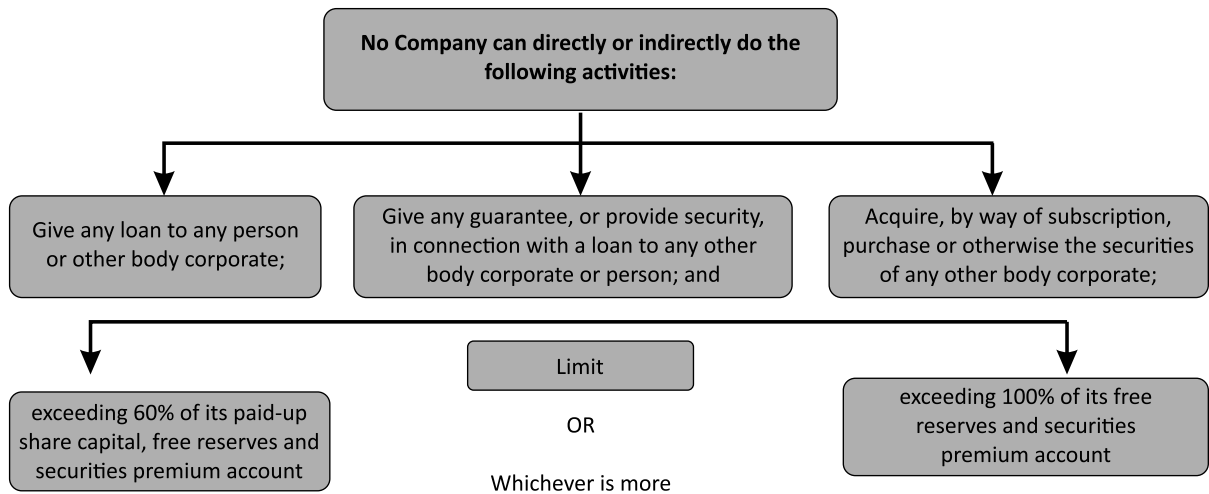 No Company can directly or indirectly do the
following activities:
Give any loan to any person
or other body corporate;
Give any guarantee, or provide security,
in connection with a loan to any other
body corporate or person; and
Acquire, by way of subscription,
purchase or otherwise the securities
of any other body corporate;
Limit
exceeding 60% of its paid-up
share capital, free reserves and
securities premium account
OR
exceeding 100% of its free
reserves and securities
premium account
Whichever is more